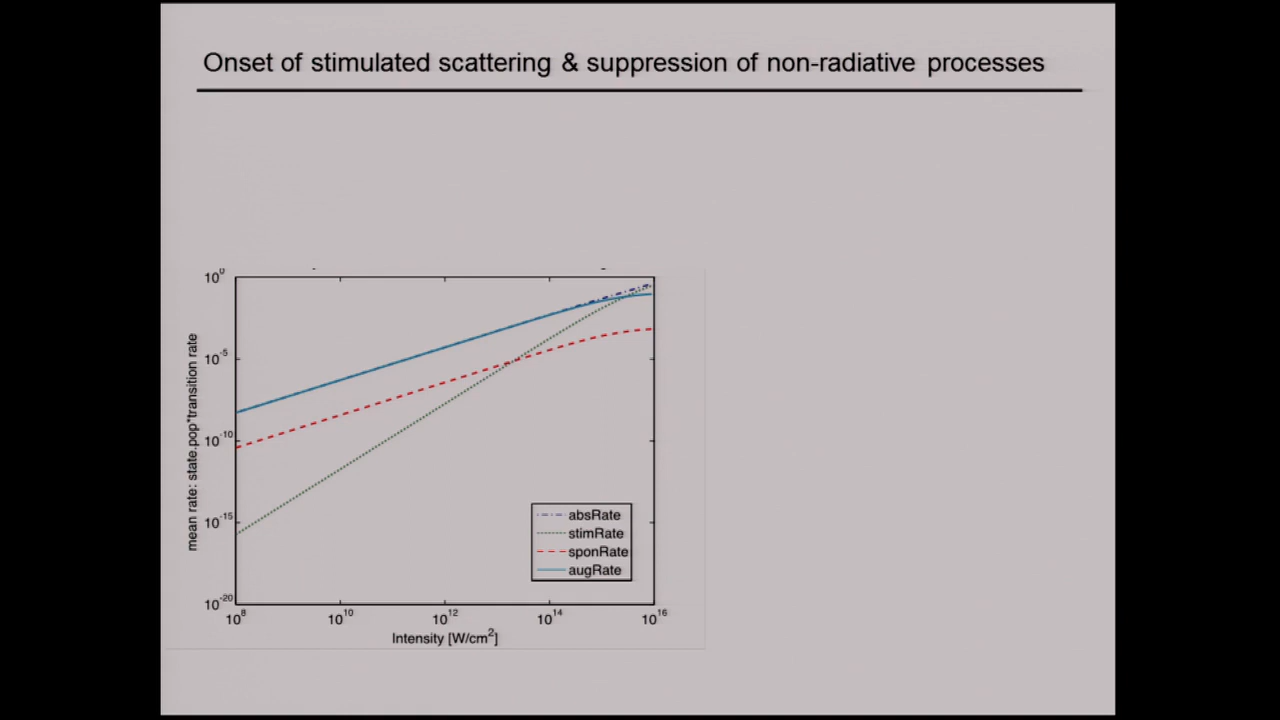 Onset of stimulated scattering & suppression of non-radiative processes
10^0
10^-5
10^-10
10^-15
10^-20
mean rate: state.pop*transition rate
absRate
stimRate
sponRate
augRate
10^8
10^10
10^12
10^14
10^16
Intensity [W/cm^2]